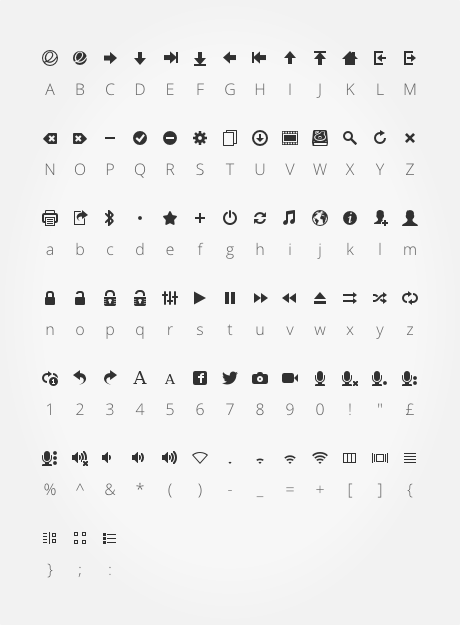 A B C D E F G H I J K L M
N O P Q R S T U V W X Y Z
a b c d e f g h i j k l m
n o p q r s t u v w x y z
1 2 3 4 5 6 7 8 9 0 ! " £
% ^ & * ( ) - _ = + [ ] {
} ; :